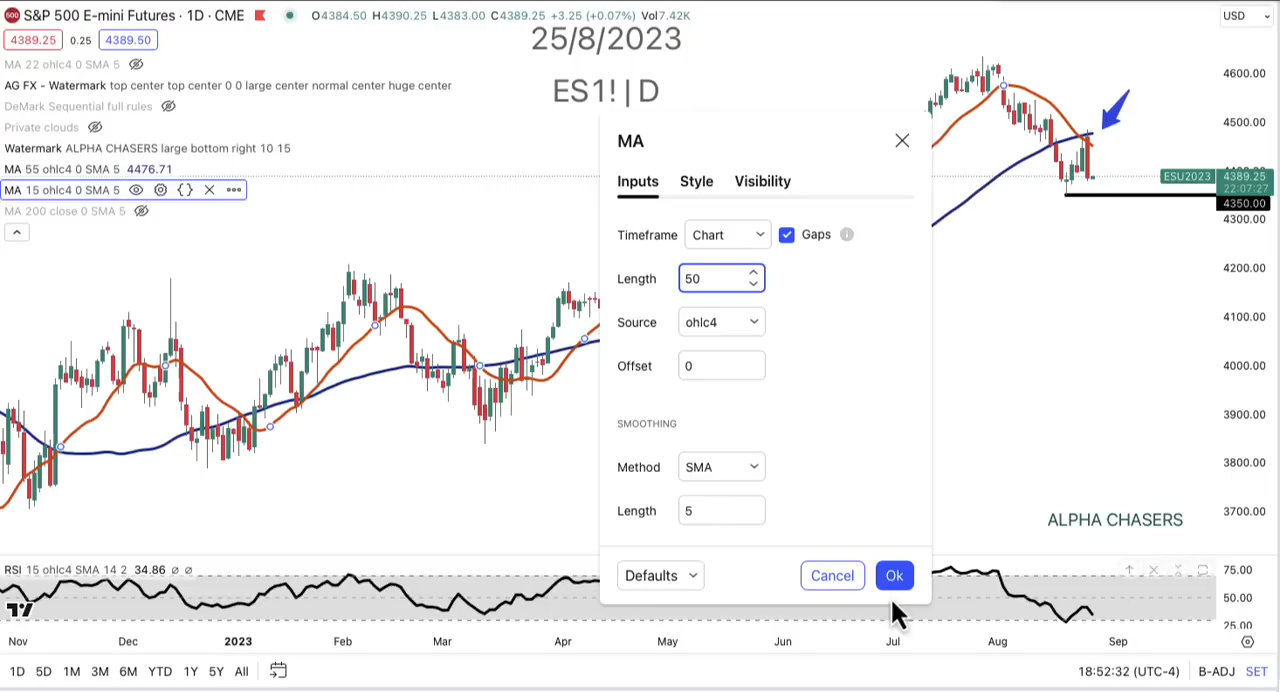 500 S&P 500 E-mini Futures · 1D · CME O4384.50 H4390.25 L4383.00 C4389.25 +3.25 (+0.07%) Vol7.42K
USD
25/8/2023
4389.25 0.25 4389.50
MA 22 ohlc4 0 SMA 5
AG FX - Watermark top center top center 0 0 large center normal center huge center
ES1! | D
DeMark Sequential full rules
Private clouds
Watermark ALPHA CHASERS large bottom right 10 15
MA 55 ohlc4 0 SMA 5 4476.71
MA 15 ohlc4 0 SMA 5
MA 200 close 0 SMA 5
MA
Inputs Style Visibility
Timeframe Chart Gaps
Length 50
Source ohlc4
Offset 0
SMOOTHING
Method SMA
Length 5
Defaults Cancel Ok
4600.00
4500.00
ESU2023 4389.25
22:07:27
4350.00
4300.00
4200.00
4100.00
4000.00
3900.00
3800.00
3700.00
ALPHA CHASERS
RSI 15 ohlc4 SMA 14 2 34.86 ∅ ∅
75.00
50.00
25.00
Nov Dec 2023 Feb Mar Apr May Jun Jul Aug Sep
1D 5D 1M 3M 6M YTD 1Y 5Y All 18:52:32 (UTC-4) B-ADJ SET